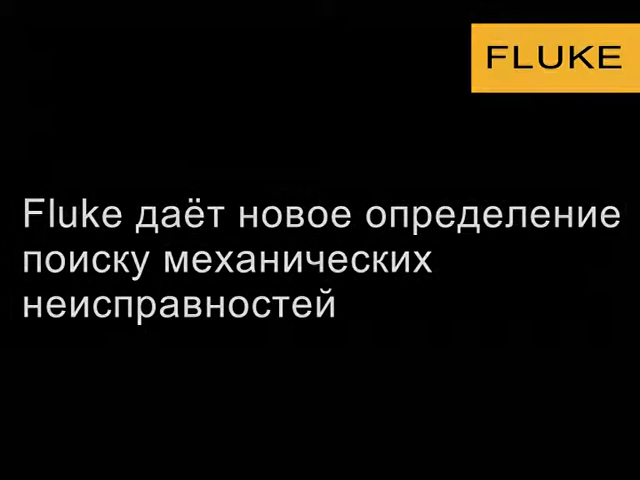 FLUKE
Fluke даёт новое определение
поиску механических
неисправностей